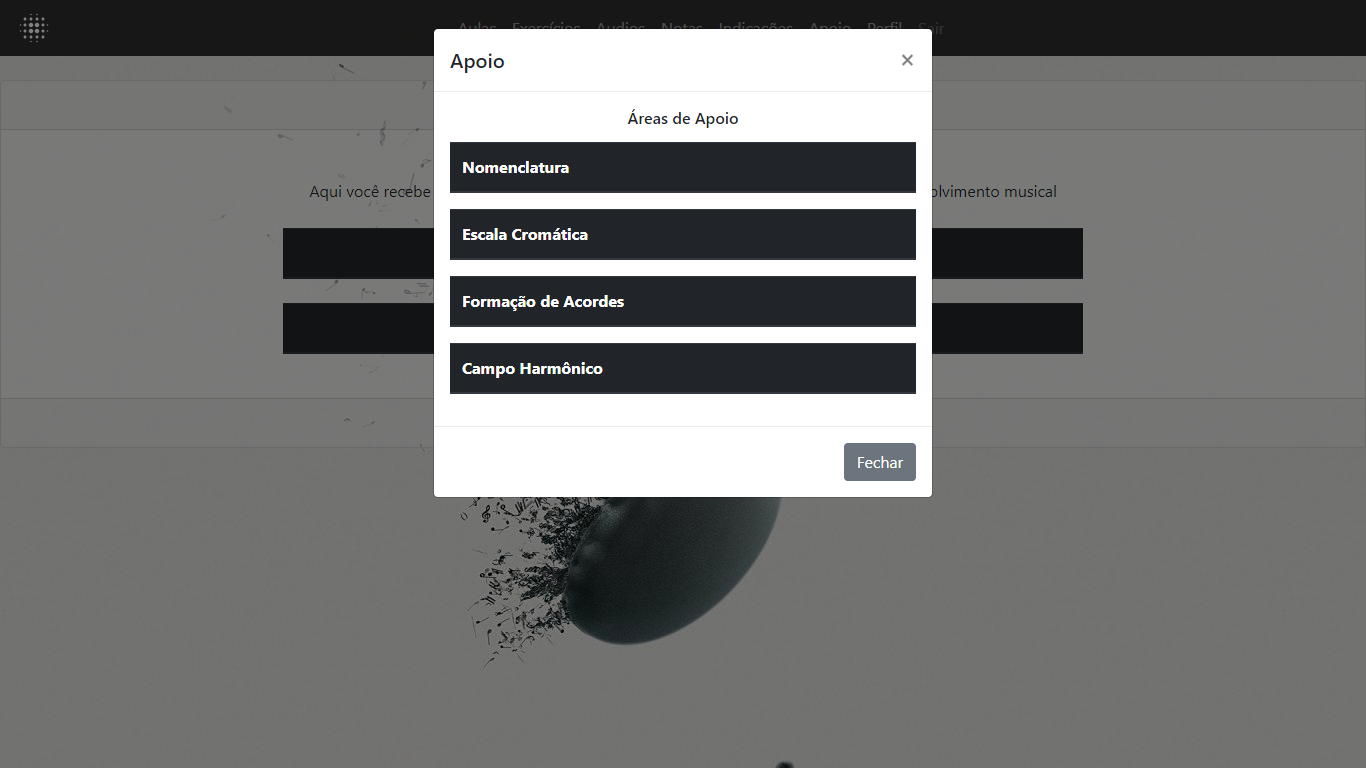 Aulas Exercícios Audios Notas Indicações Apoio Perfil Sair
Apoio
×
Áreas de Apoio
Nomenclatura
Aqui você recebe
olvimento musical
Escala Cromática
Formação de Acordes
Campo Harmônico
Fechar